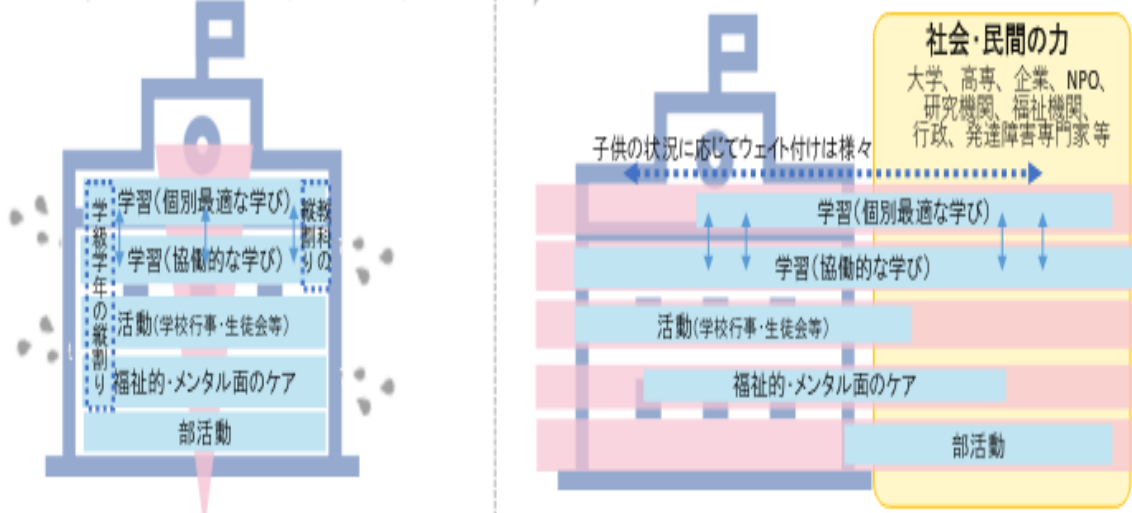 学習(個別最適な学び)
学習(協働的な学び)
活動(学校行事・生徒会等)
福祉的・メンタル面のケア
部活動
学級学年の縦割り
教科の
縦割り
社会・民間の力
大学、高専、企業、NPO、
研究機関、福祉機関、
行政、発達障害専門家 等
子供の状況に応じてウェイト付けは様々
学習(個別最適な学び)
学習(協働的な学び)
活動(学校行事・生徒会等)
福祉的・メンタル面のケア
部活動